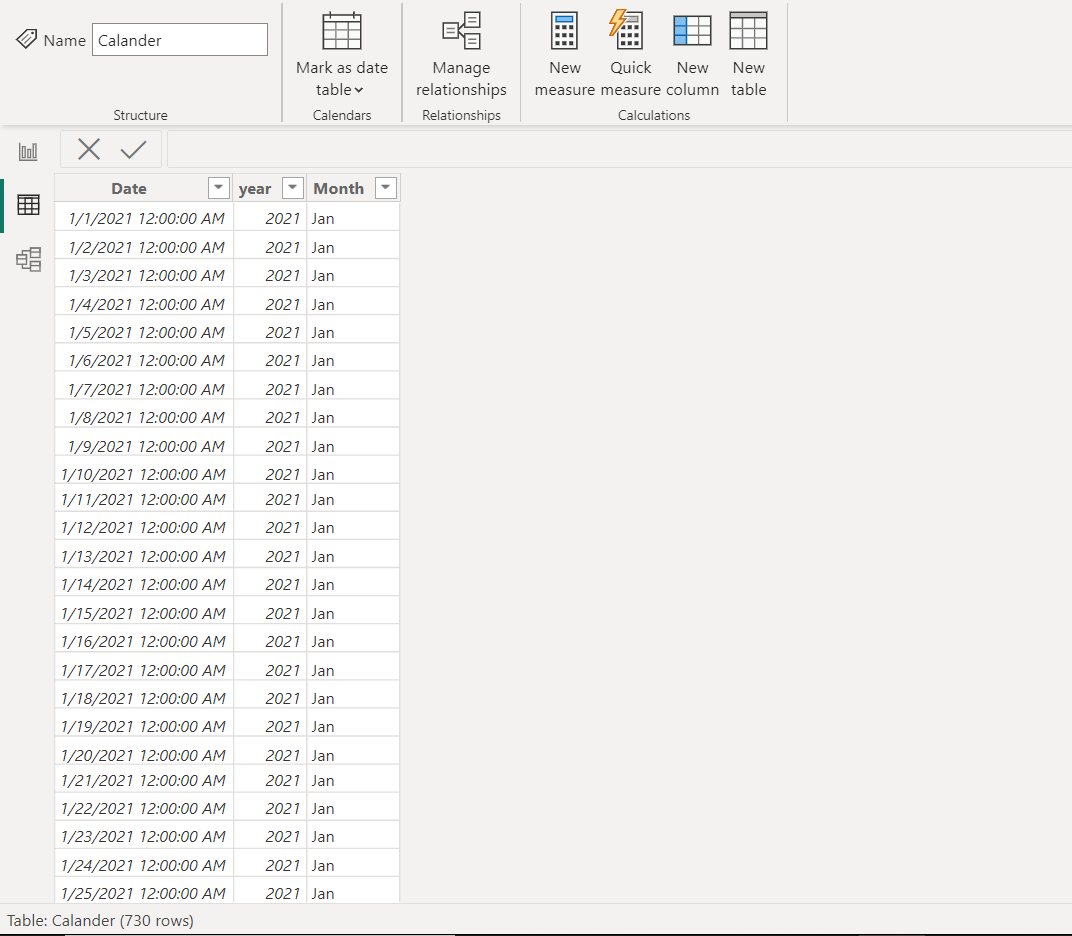 Name Calander
Mark as date
table
Manage
relationships
New
measure
Quick
measure
New
column
New
table
Structure
Calendars
Relationships
Calculations
Date year Month
1/1/2021 12:00:00 AM 2021 Jan
1/2/2021 12:00:00 AM 2021 Jan
1/3/2021 12:00:00 AM 2021 Jan
1/4/2021 12:00:00 AM 2021 Jan
1/5/2021 12:00:00 AM 2021 Jan
1/6/2021 12:00:00 AM 2021 Jan
1/7/2021 12:00:00 AM 2021 Jan
1/8/2021 12:00:00 AM 2021 Jan
1/9/2021 12:00:00 AM 2021 Jan
1/10/2021 12:00:00 AM 2021 Jan
1/11/2021 12:00:00 AM 2021 Jan
1/12/2021 12:00:00 AM 2021 Jan
1/13/2021 12:00:00 AM 2021 Jan
1/14/2021 12:00:00 AM 2021 Jan
1/15/2021 12:00:00 AM 2021 Jan
1/16/2021 12:00:00 AM 2021 Jan
1/17/2021 12:00:00 AM 2021 Jan
1/18/2021 12:00:00 AM 2021 Jan
1/19/2021 12:00:00 AM 2021 Jan
1/20/2021 12:00:00 AM 2021 Jan
1/21/2021 12:00:00 AM 2021 Jan
1/22/2021 12:00:00 AM 2021 Jan
1/23/2021 12:00:00 AM 2021 Jan
1/24/2021 12:00:00 AM 2021 Jan
1/25/2021 12:00:00 AM 2021 Jan
Table: Calander (730 rows)